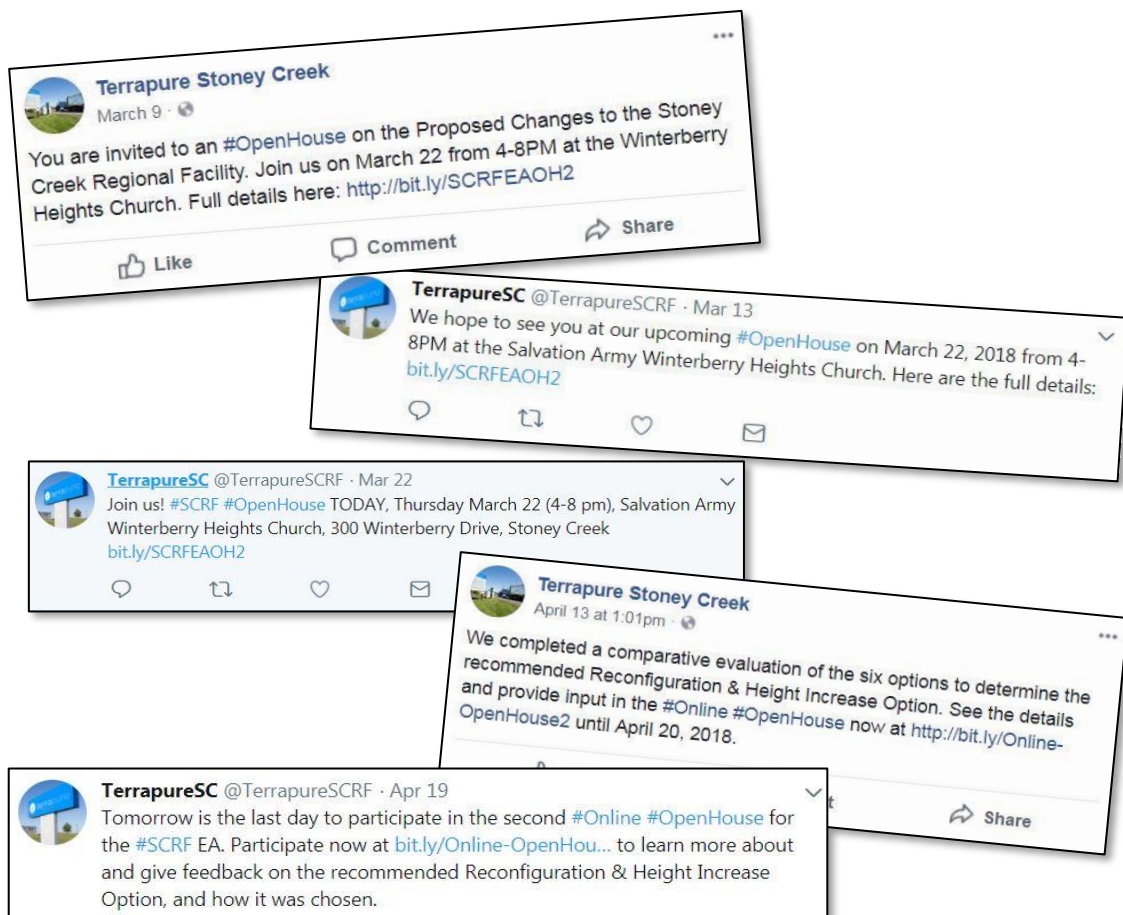 Terrapure Stoney Creek
March 9 ·
You are invited to an #OpenHouse on the Proposed Changes to the Stoney
Creek Regional Facility. Join us on March 22 from 4-8PM at the Winterberry
Heights Church. Full details here: http://bit.ly/SCRFEAOH2
Like Comment Share
TerrapureSC @TerrapureSCRF · Mar 13
We hope to see you at our upcoming #OpenHouse on March 22, 2018 from 4-
8PM at the Salvation Army Winterberry Heights Church. Here are the full details:
bit.ly/SCRFEAOH2
TerrapureSC @TerrapureSCRF · Mar 22
Join us! #SCRF #OpenHouse TODAY, Thursday March 22 (4-8 pm), Salvation Army
Winterberry Heights Church, 300 Winterberry Drive, Stoney Creek
bit.ly/SCRFEAOH2
Terrapure Stoney Creek
April 13 at 1:01pm ·
We completed a comparative evaluation of the six options to determine the
recommended Reconfiguration & Height Increase Option. See the details
and provide input in the #Online #OpenHouse now at http://bit.ly/Online-
OpenHouse2 until April 20, 2018.
Share
TerrapureSC @TerrapureSCRF · Apr 19
Tomorrow is the last day to participate in the second #Online #OpenHouse for
the #SCRF EA. Participate now at bit.ly/Online-OpenHou... to learn more about
and give feedback on the recommended Reconfiguration & Height Increase
Option, and how it was chosen.